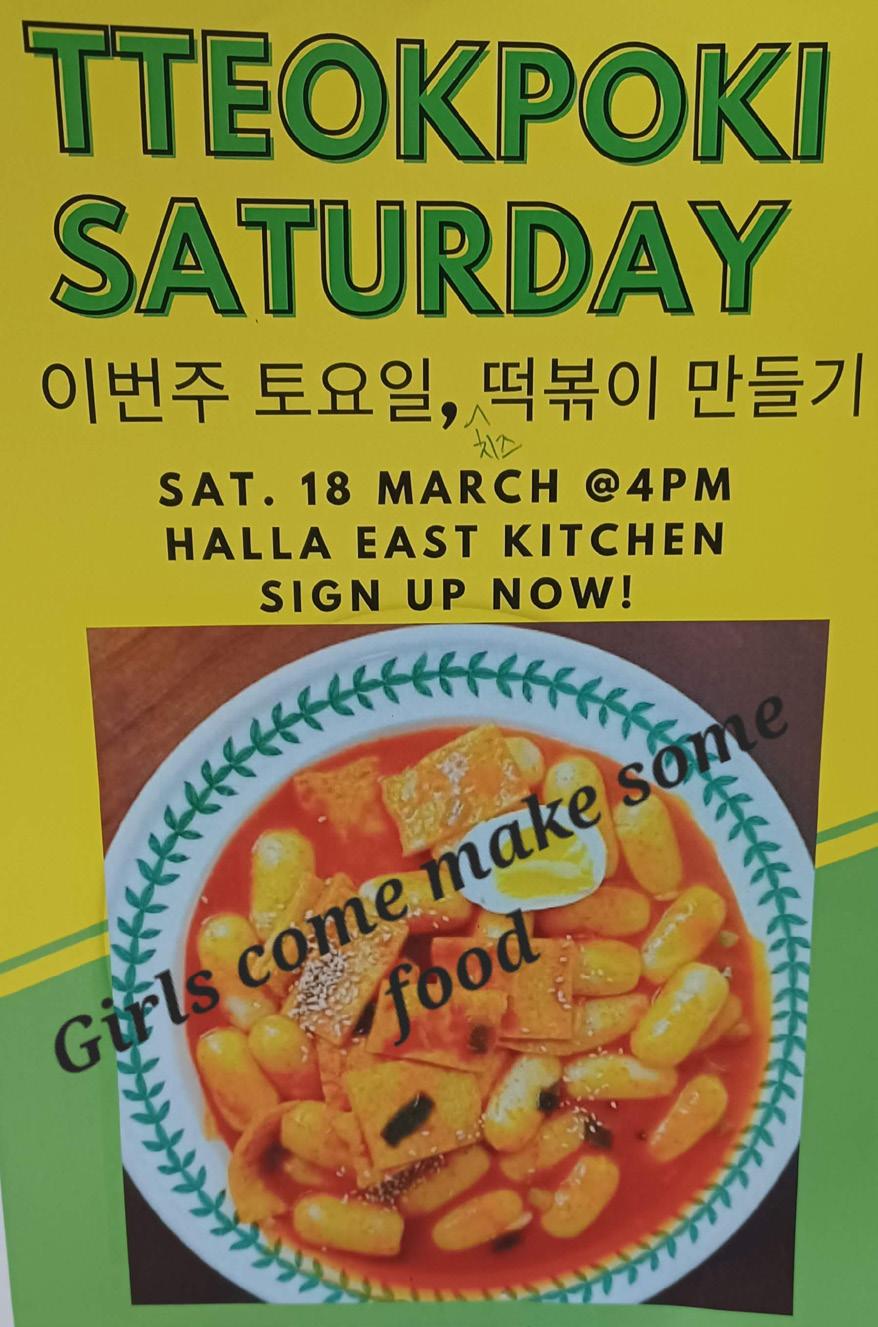 TTEOKPOKI
SATURDAY
이번주 토요일, 떡볶이 만들기
치즈
SAT. 18 MARCH @4PM
HALLA EAST KITCHEN
SIGN UP NOW!
Girls come make some
food